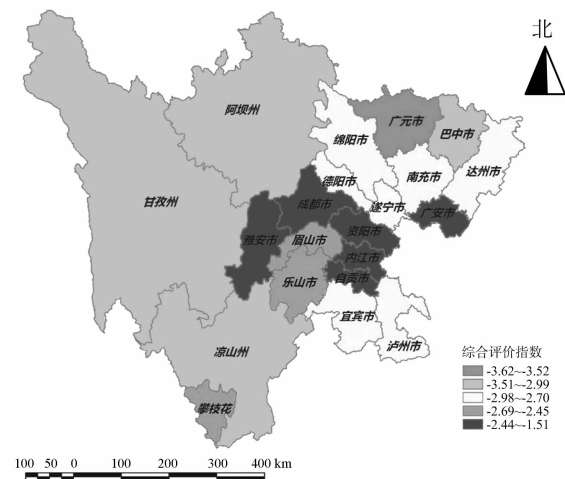 北
阿坝州
广元市
巴中市
绵阳市
达州市
德阳市
南充市
甘孜州
成都市
遂宁市
广安市
雅安市
眉山市
资阳市
内江市
乐山市
自贡市
宜宾市
泸州市
凉山州
攀枝花
综合评价指数
-3.62~-3.52
-3.51~-2.99
-2.98~-2.70
-2.69~-2.45
-2.44~-1.51
100 50 0 100 200 300 400 km